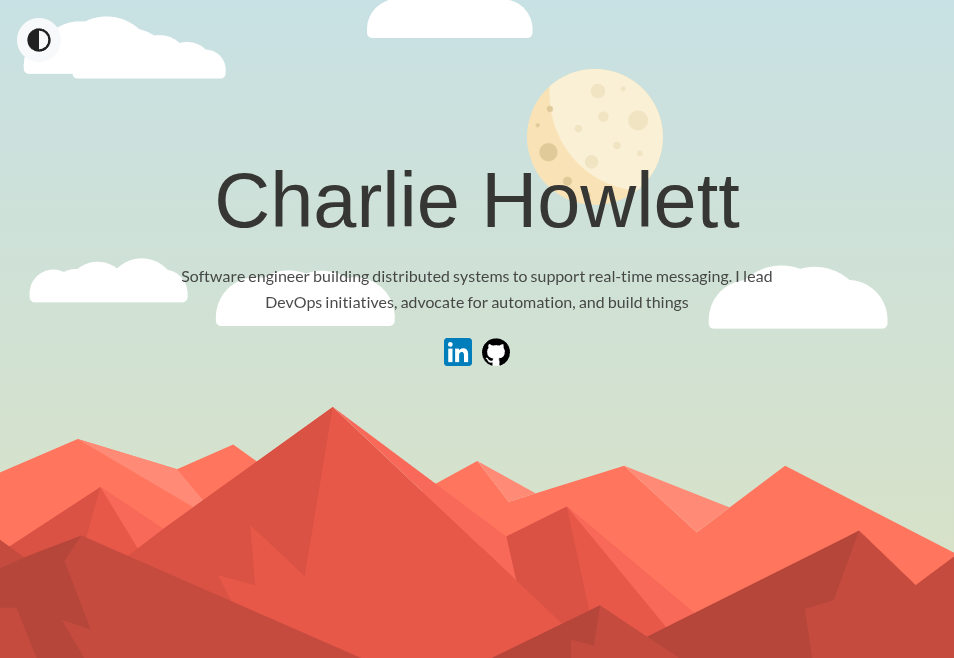 Charlie Howlett
Software engineer building distributed systems to support real-time messaging. I lead
DevOps initiatives, advocate for automation, and build things
in